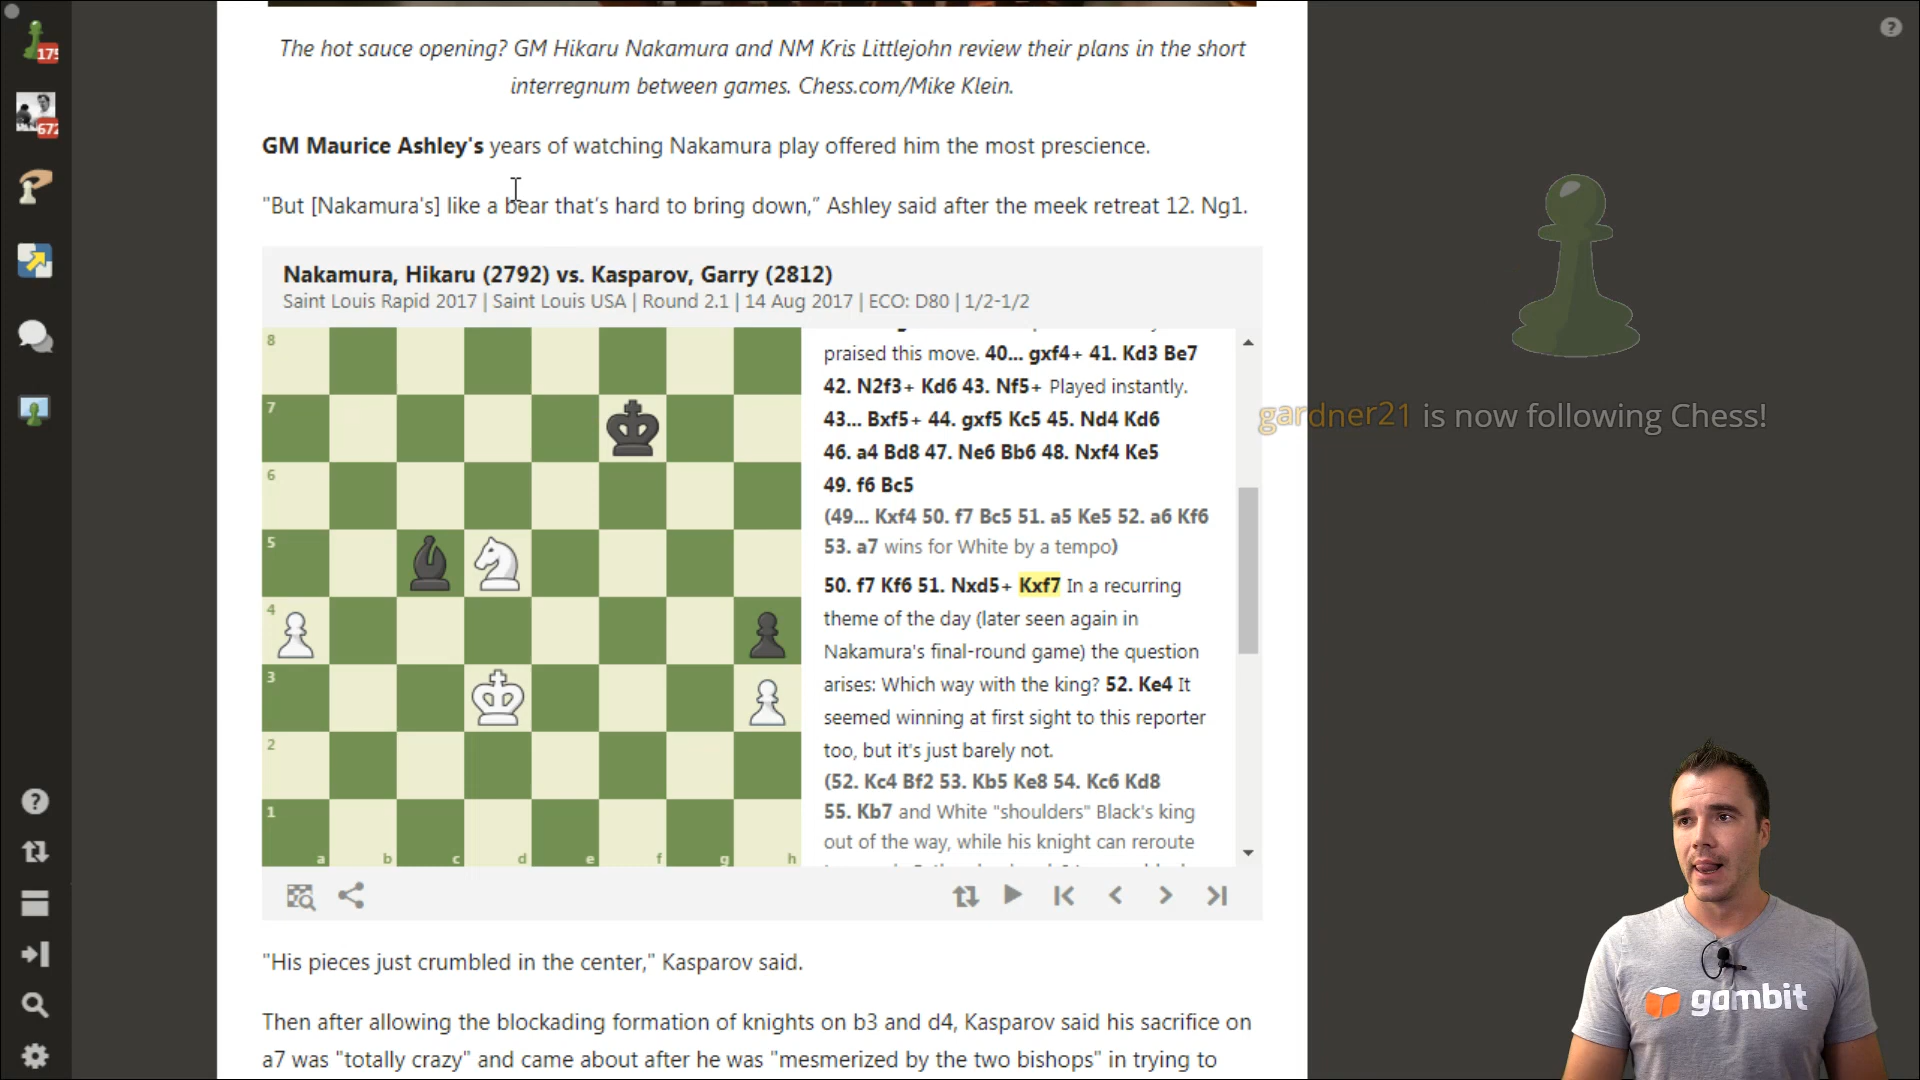 The hot sauce opening? GM Hikaru Nakamura and NM Kris Littlejohn review their plans in the short
interregnum between games. Chess.com/Mike Klein.
GM Maurice Ashley's years of watching Nakamura play offered him the most prescience.
"But [Nakamura's] like a bear that's hard to bring down,” Ashley said after the meek retreat 12. Ng1.
Nakamura, Hikaru (2792) vs. Kasparov, Garry (2812)
Saint Louis Rapid 2017 | Saint Louis USA | Round 2.1 | 14 Aug 2017 | ECO: D80 | 1/2-1/2
8
7
6
5
4
3
2
1
a b c d e f g h
praised this move. 40... gxf4+ 41. Kd3 Be7
42. N2f3+ Kd6 43. Nf5+ Played instantly.
43... Bxf5+ 44. gxf5 Kc5 45. Nd4 Kd6
46. a4 Bd8 47. Ne6 Bb6 48. Nxf4 Ke5
49. f6 Bc5
(49... Kxf4 50. f7 Bc5 51. a5 Ke5 52. a6 Kf6
53. a7 wins for White by a tempo)
50. f7 Kf6 51. Nxd5+ Kxf7 In a recurring
theme of the day (later seen again in
Nakamura's final-round game) the question
arises: Which way with the king? 52. Ke4 It
seemed winning at first sight to this reporter
too, but it's just barely not.
(52. Kc4 Bf2 53. Kb5 Ke8 54. Kc6 Kd8
55. Kb7 and White "shoulders" Black's king
out of the way, while his knight can reroute
"His pieces just crumbled in the center," Kasparov said.
Then after allowing the blockading formation of knights on b3 and d4, Kasparov said his sacrifice on
a7 was "totally crazy" and came about after he was "mesmerized by the two bishops" in trying to
175
672
gardner21 is now following Chess!
gambit